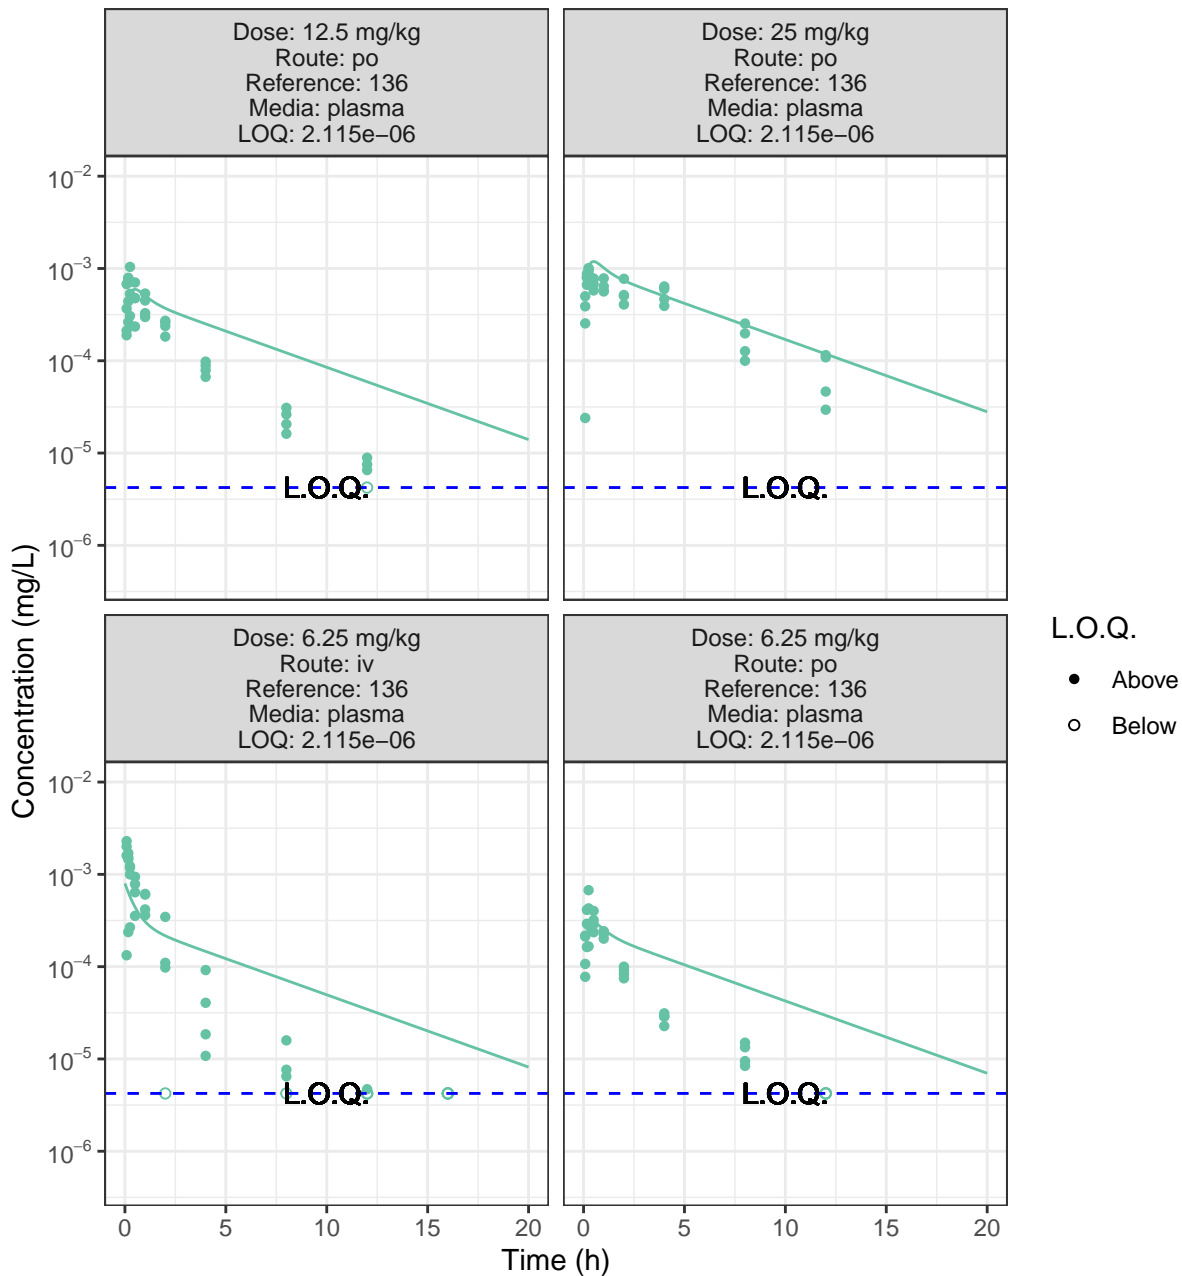 Dose: 12.5 mg/kg
Route: po
Reference: 136
Media: plasma
LOQ: 2.115e−06
Dose: 25 mg/kg
Route: po
Reference: 136
Media: plasma
LOQ: 2.115e−06
10⁻²
10⁻³
10⁻⁴
10⁻⁵
10⁻⁶
L.O.Q.
L.O.Q.
Dose: 6.25 mg/kg
Route: iv
Reference: 136
Media: plasma
LOQ: 2.115e−06
Dose: 6.25 mg/kg
Route: po
Reference: 136
Media: plasma
LOQ: 2.115e−06
10⁻²
10⁻³
10⁻⁴
10⁻⁵
10⁻⁶
L.O.Q.
L.O.Q.
0 5 10 15 20
0 5 10 15 20
Time (h)
Concentration (mg/L)
L.O.Q.
Above
Below